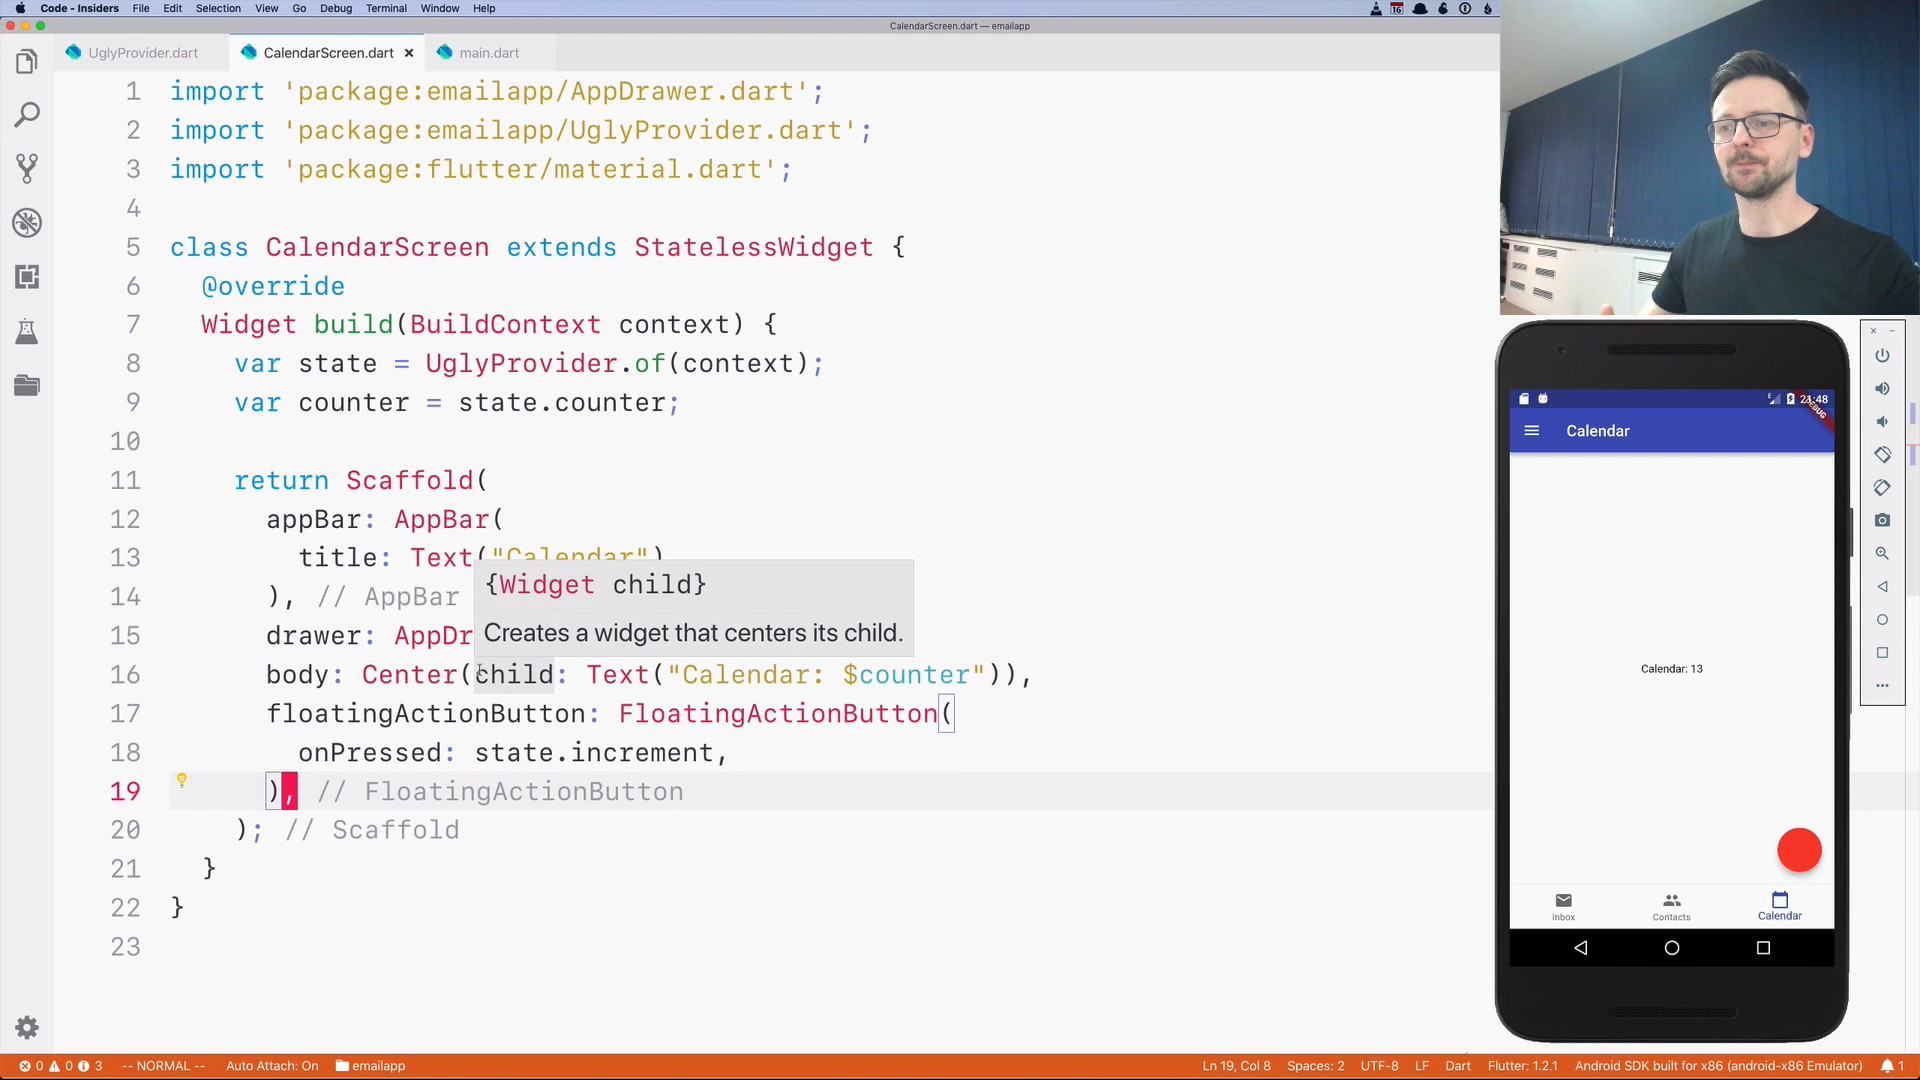 Code - Insiders File Edit Selection View Go Debug Terminal Window Help
16
CalendarScreen.dart — emailapp
UglyProvider.dart CalendarScreen.dart × main.dart
1 import 'package:emailapp/AppDrawer.dart';
2 import 'package:emailapp/UglyProvider.dart';
3 import 'package:flutter/material.dart';
4
5 class CalendarScreen extends StatelessWidget {
6 @override
7 Widget build(BuildContext context) {
8 var state = UglyProvider.of(context);
9 var counter = state.counter;
10
11 return Scaffold(
12 appBar: AppBar(
13 title: Text("Calendar")
{Widget child}
14 ), // AppBar
Creates a widget that centers its child.
15 drawer: AppDr
16 body: Center(child: Text("Calendar: $counter")),
17 floatingActionButton: FloatingActionButton(
18 onPressed: state.increment,
19 ), // FloatingActionButton
20 ); // Scaffold
21 }
22 }
23
21:48
DEBUG
Calendar
Calendar: 13
Inbox Contacts Calendar
0 0 3 -- NORMAL -- Auto Attach: On emailapp Ln 19, Col 8 Spaces: 2 UTF-8 LF Dart Flutter: 1.2.1 Android SDK built for x86 (android-x86 Emulator) 1